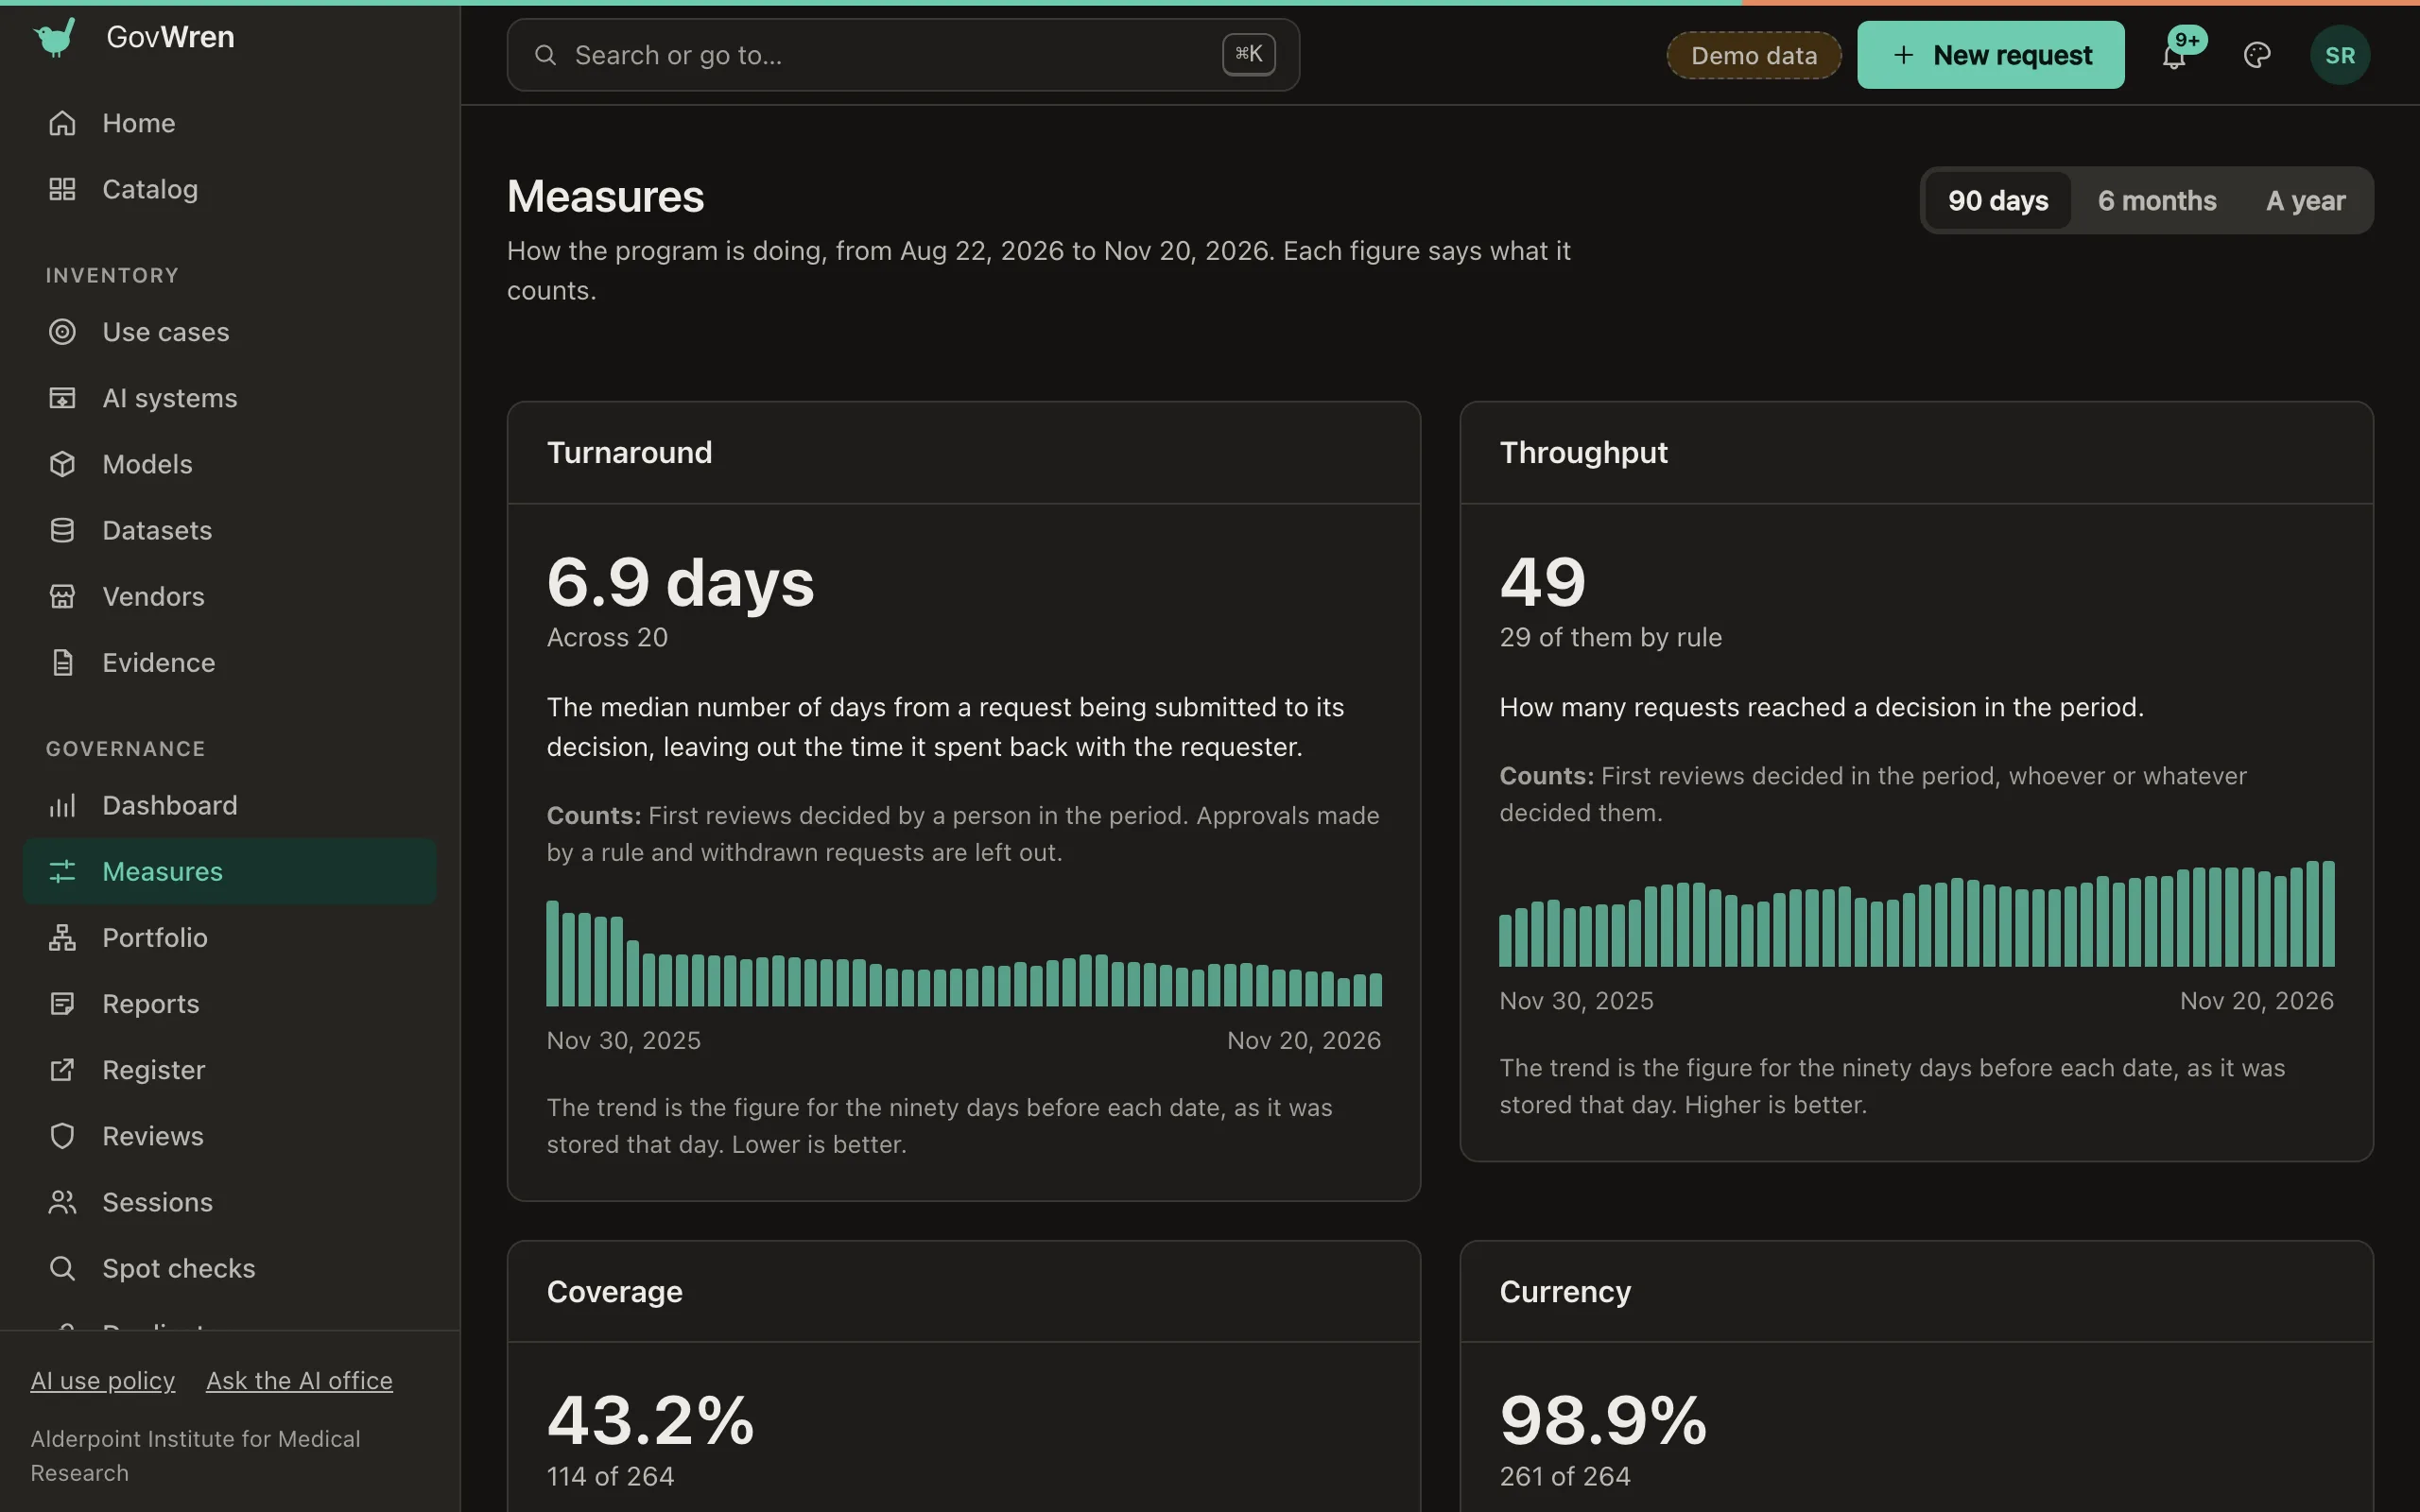 GovWren
Search or go to...
⌘K
Demo data
+ New request
9+
SR
Home
Catalog
INVENTORY
Use cases
AI systems
Models
Datasets
Vendors
Evidence
GOVERNANCE
Dashboard
Measures
Portfolio
Reports
Register
Reviews
Sessions
Spot checks
AI use policy
Ask the AI office
Alderpoint Institute for Medical
Research
Measures
How the program is doing, from Aug 22, 2026 to Nov 20, 2026. Each figure says what it
counts.
90 days
6 months
A year
Turnaround
6.9 days
Across 20
The median number of days from a request being submitted to its
decision, leaving out the time it spent back with the requester.
Counts: First reviews decided by a person in the period. Approvals made
by a rule and withdrawn requests are left out.
Nov 30, 2025
Nov 20, 2026
The trend is the figure for the ninety days before each date, as it was
stored that day. Lower is better.
Throughput
49
29 of them by rule
How many requests reached a decision in the period.
Counts: First reviews decided in the period, whoever or whatever
decided them.
Nov 30, 2025
Nov 20, 2026
The trend is the figure for the ninety days before each date, as it was
stored that day. Higher is better.
Coverage
43.2%
114 of 264
Currency
98.9%
261 of 264